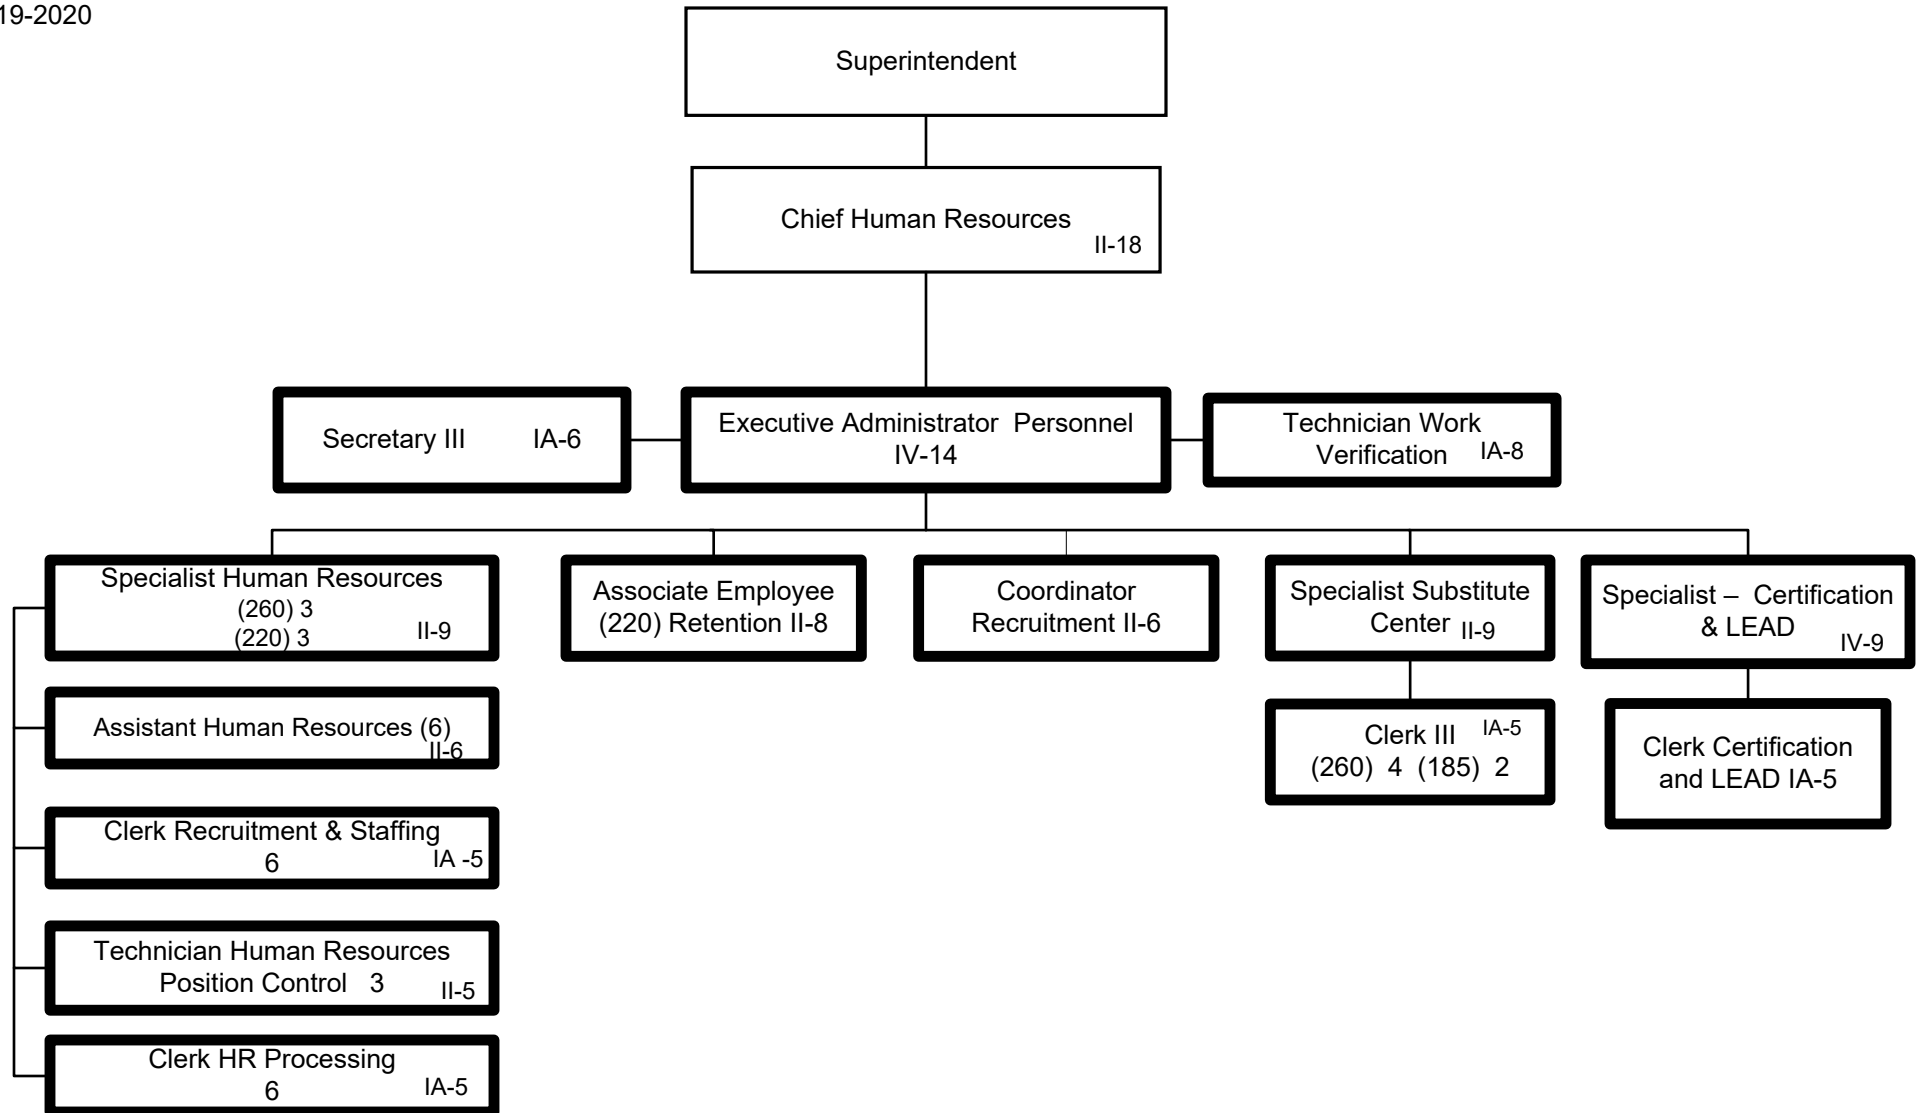 19-2020
Superintendent
Chief Human Resources
II-18
Secretary III IA-6
Executive Administrator Personnel
IV-14
Technician Work
Verification IA-8
Specialist Human Resources
(260) 3
(220) 3 II-9
Associate Employee
(220) Retention II-8
Coordinator
Recruitment II-6
Specialist Substitute
Center II-9
Specialist – Certification
& LEAD IV-9
Assistant Human Resources (6)
II-6
Clerk III IA-5
(260) 4 (185) 2
Clerk Certification
and LEAD IA-5
Clerk Recruitment & Staffing
6 IA -5
Technician Human Resources
Position Control 3 II-5
Clerk HR Processing
6 IA-5